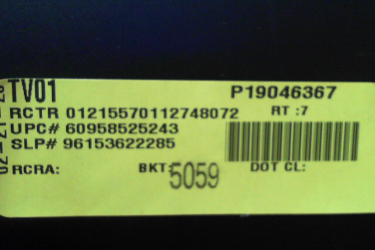 TV01 P19046367
RCTR 01215570112748072 RT :7
UPC# 60958525243
SLP# 96153622285
RCRA: BKT: 5059 DOT CL: